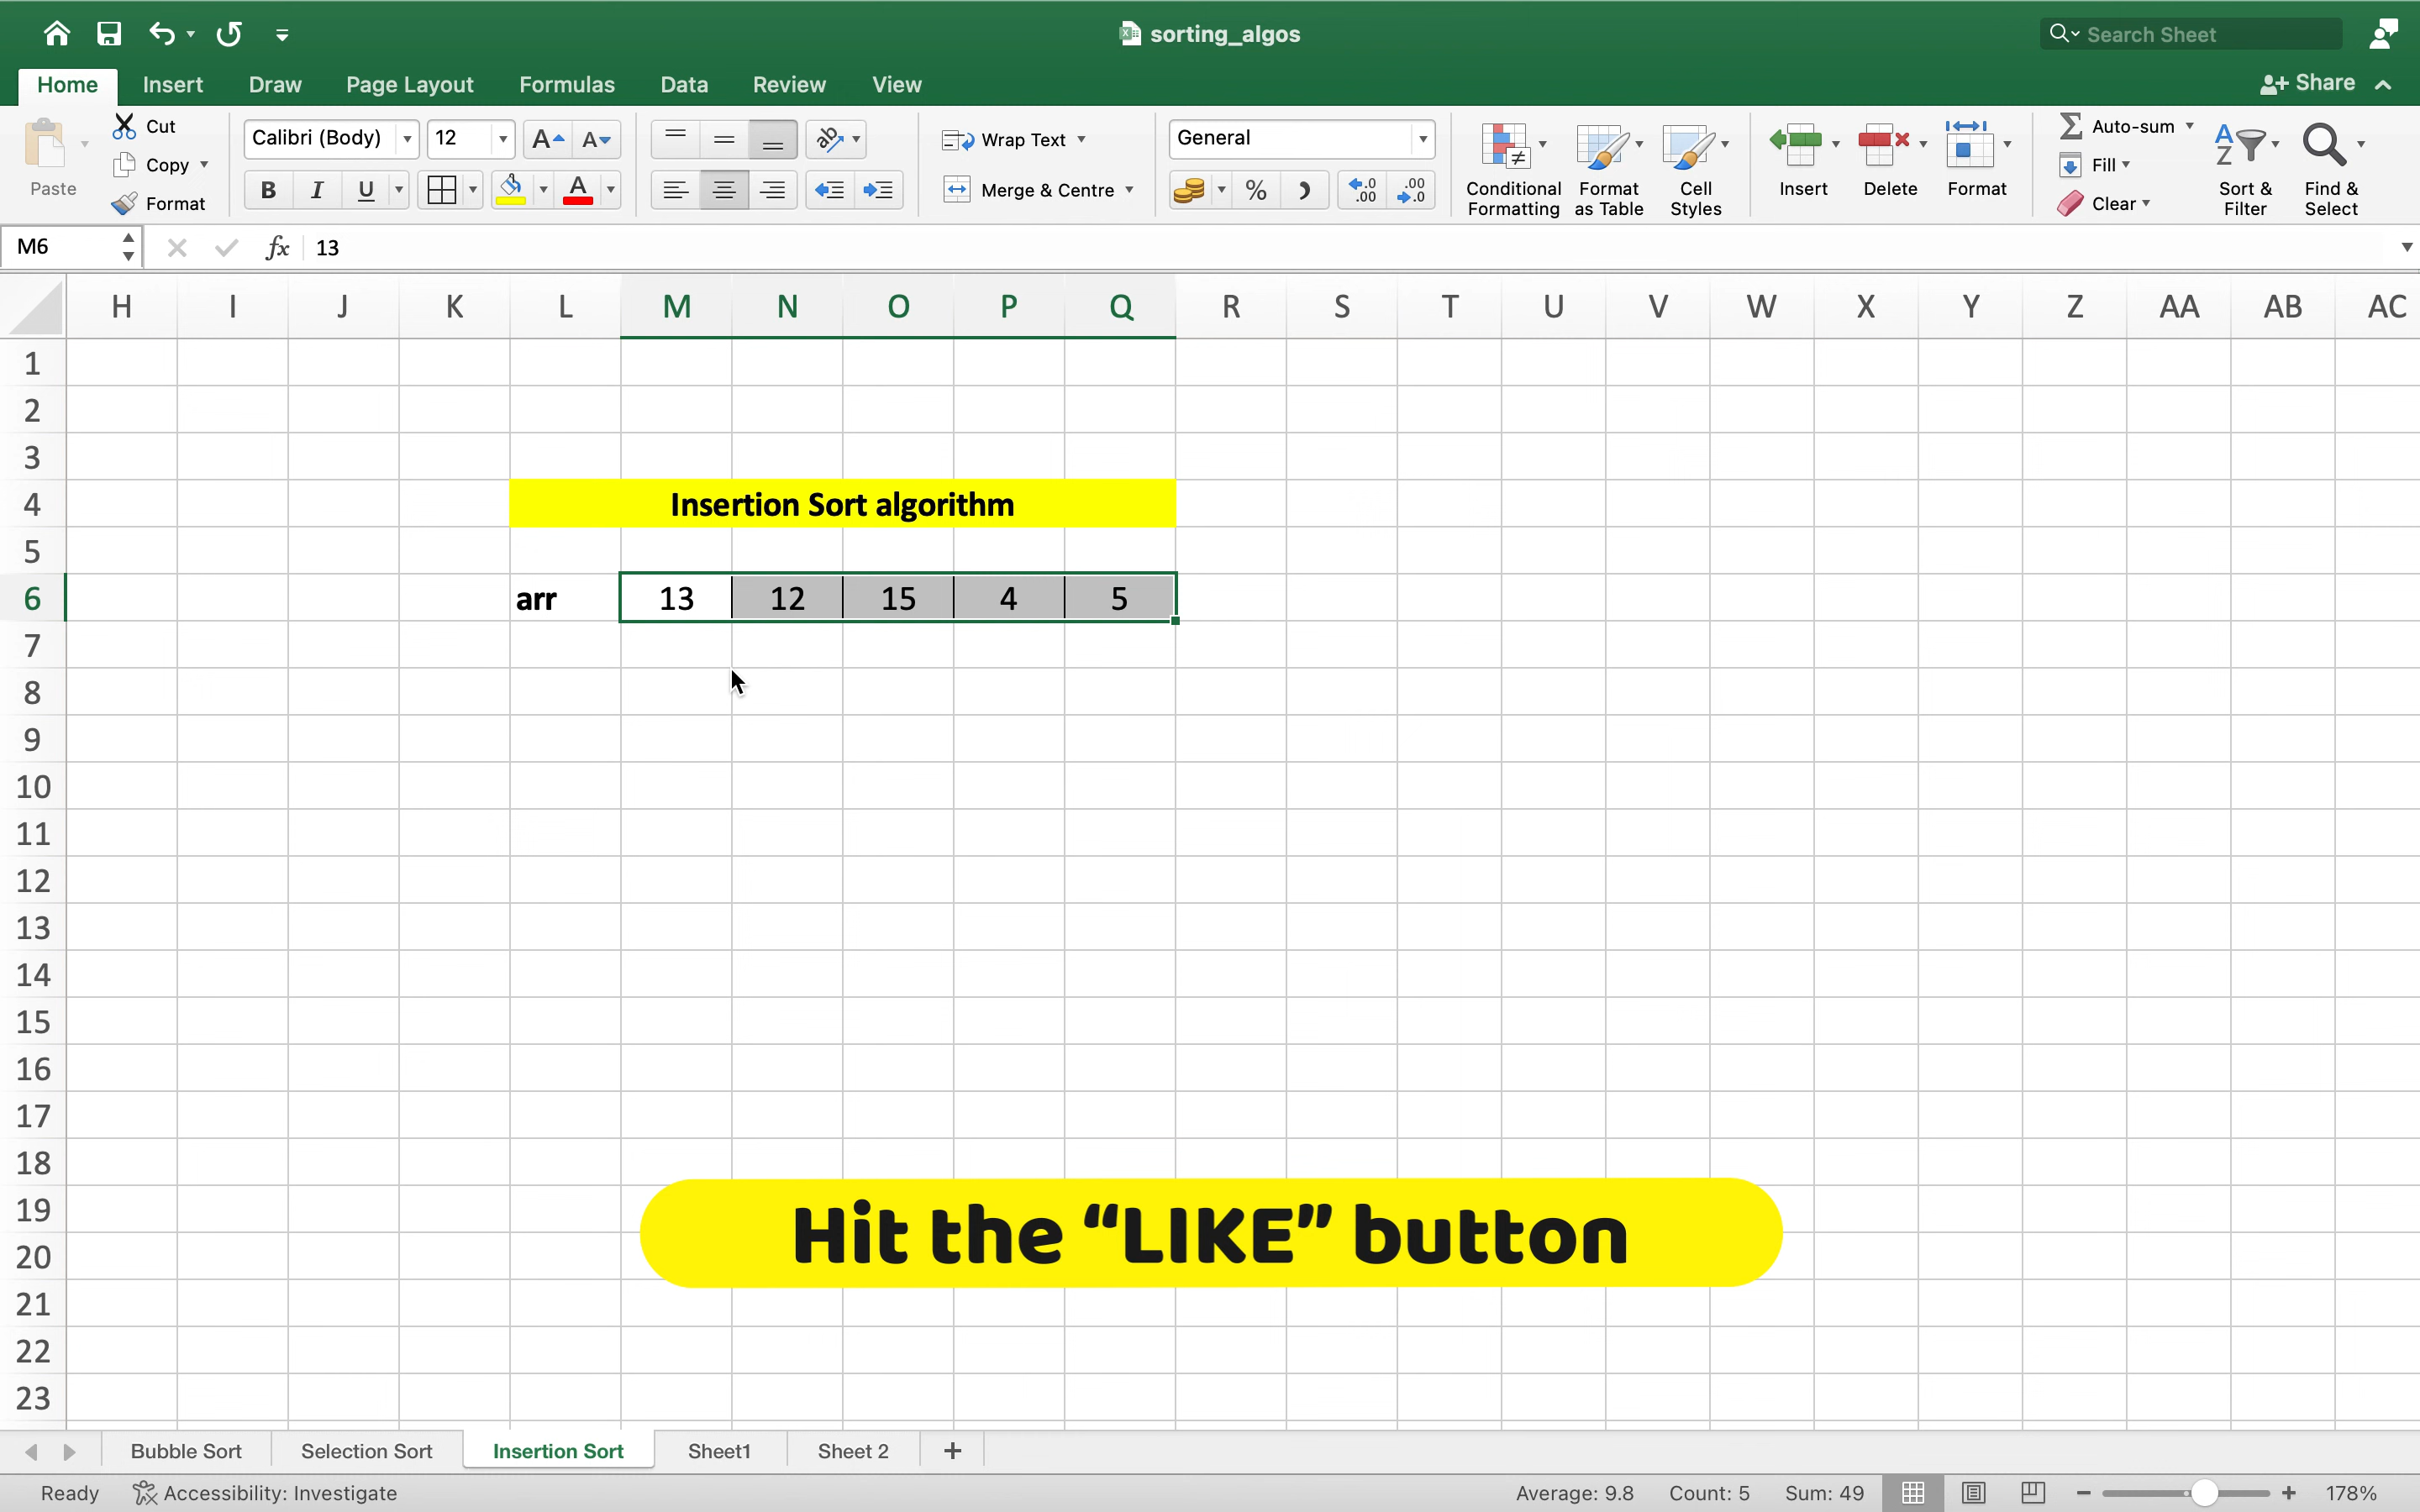 sorting_algos
Search Sheet
Home Insert Draw Page Layout Formulas Data Review View
Share
Paste
Cut
Copy
Format
Calibri (Body) 12
A A
B I U A
ab
Wrap Text
Merge & Centre
General
% )
.0 .00
.00 .0
Conditional Formatting
Format as Table
Cell Styles
Insert
Delete
Format
Auto-sum
Fill
Clear
A
Z
Sort & Filter
Find & Select
M6 fx 13
H I J K L M N O P Q R S T U V W X Y Z AA AB AC
1
2
3
4 Insertion Sort algorithm
5
6 arr 13 12 15 4 5
7
8
9
10
11
12
13
14
15
16
17
18
19
20
Hit the “LIKE” button
21
22
23
Bubble Sort Selection Sort Insertion Sort Sheet1 Sheet 2 +
Ready Accessibility: Investigate Average: 9.8 Count: 5 Sum: 49 − + 178%